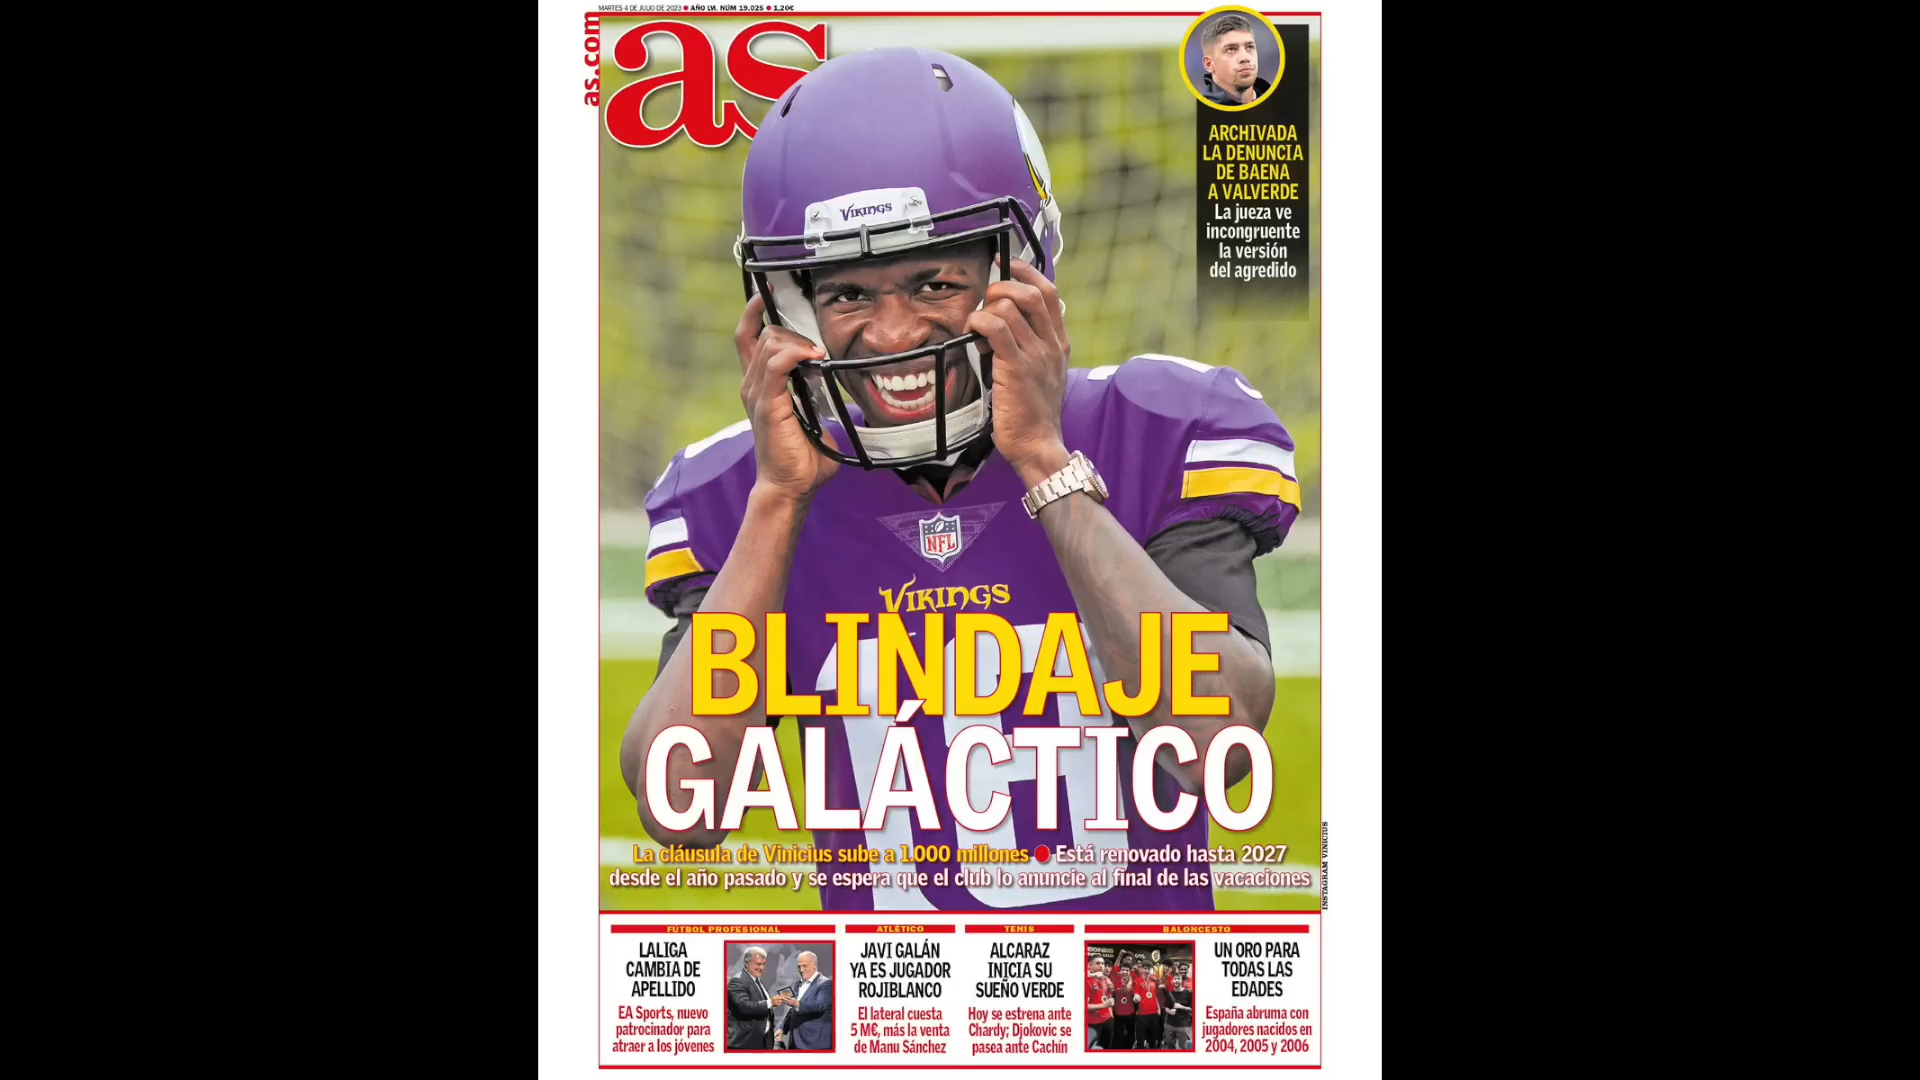 MARTES 4 DE JULIO DE 2023 ● AÑO LVI. NÚM 19.025 ● 1,20€
as.com
as
ARCHIVADA
LA DENUNCIA
DE BAENA
A VALVERDE
La jueza ve
incongruente
la versión
del agredido
VIKINGS
NFL
VIKINGS
BLINDAJE
GALÁCTICO
La cláusula de Vinicius sube a 1.000 millones ● Está renovado hasta 2027
desde el año pasado y se espera que el club lo anuncie al final de las vacaciones
INSTAGRAM VINICIUS
FÚTBOL PROFESIONAL
LALIGA
CAMBIA DE
APELLIDO
EA Sports, nuevo
patrocinador para
atraer a los jóvenes
ATLÉTICO
JAVI GALÁN
YA ES JUGADOR
ROJIBLANCO
El lateral cuesta
5 M€, más la venta
de Manu Sánchez
TENIS
ALCARAZ
INICIA SU
SUEÑO VERDE
Hoy se estrena ante
Chardy; Djokovic se
pasea ante Cachín
BALONCESTO
UN ORO PARA
TODAS LAS
EDADES
España abruma con
jugadores nacidos en
2004, 2005 y 2006